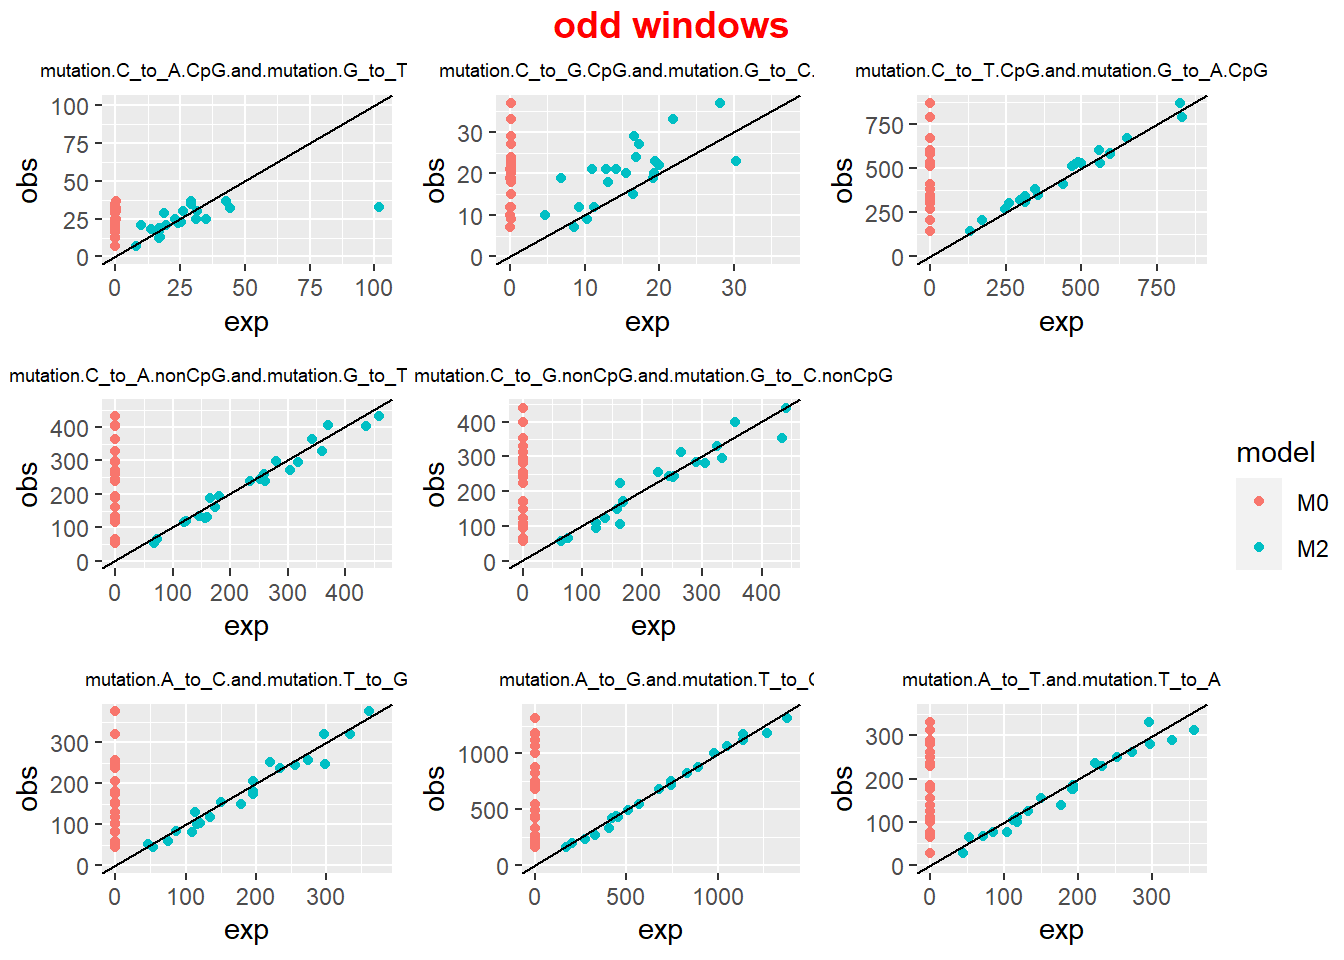 odd windows
mutation.C_to_A.CpG.and.mutation.G_to_T
mutation.C_to_G.CpG.and.mutation.G_to_C.
mutation.C_to_T.CpG.and.mutation.G_to_A.CpG
100
75
50
25
0
obs
0 25 50 75 100
exp
30
20
10
0
obs
0 10 20 30
exp
750
500
250
0
obs
0 250 500 750
exp
mutation.C_to_A.nonCpG.and.mutation.G_to_T
mutation.C_to_G.nonCpG.and.mutation.G_to_C.nonCpG
400
300
200
100
0
obs
0 100 200 300 400
exp
400
300
200
100
0
obs
0 100 200 300 400
exp
model
M0
M2
mutation.A_to_C.and.mutation.T_to_G
mutation.A_to_G.and.mutation.T_to_C
mutation.A_to_T.and.mutation.T_to_A
300
200
100
0
obs
0 100 200 300
exp
1000
500
0
obs
0 500 1000
exp
300
200
100
0
obs
0 100 200 300
exp